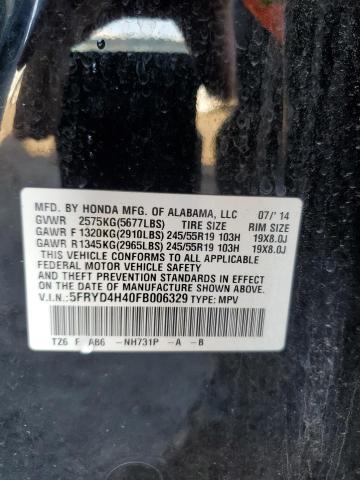 MFD. BY HONDA MFG. OF ALABAMA, LLC 07/'14
GVWR 2575KG(5677LBS) TIRE SIZE RIM SIZE
GAWR F 1320KG(2910LBS) 245/55R19 103H 19X8.0J
GAWR R1345KG(2965LBS) 245/55R19 103H 19X8.0J
THIS VEHICLE CONFORMS TO ALL APPLICABLE
FEDERAL MOTOR VEHICLE SAFETY, BUMPER,
AND THEFT PREVENTION STANDARDS IN EFFECT
ON THE DATE OF MANUFACTURE SHOWN ABOVE.
V.I.N.:5FRYD4H40FB006329 TYPE: MPV
TZ6 F AB6 -NH731P -A -B